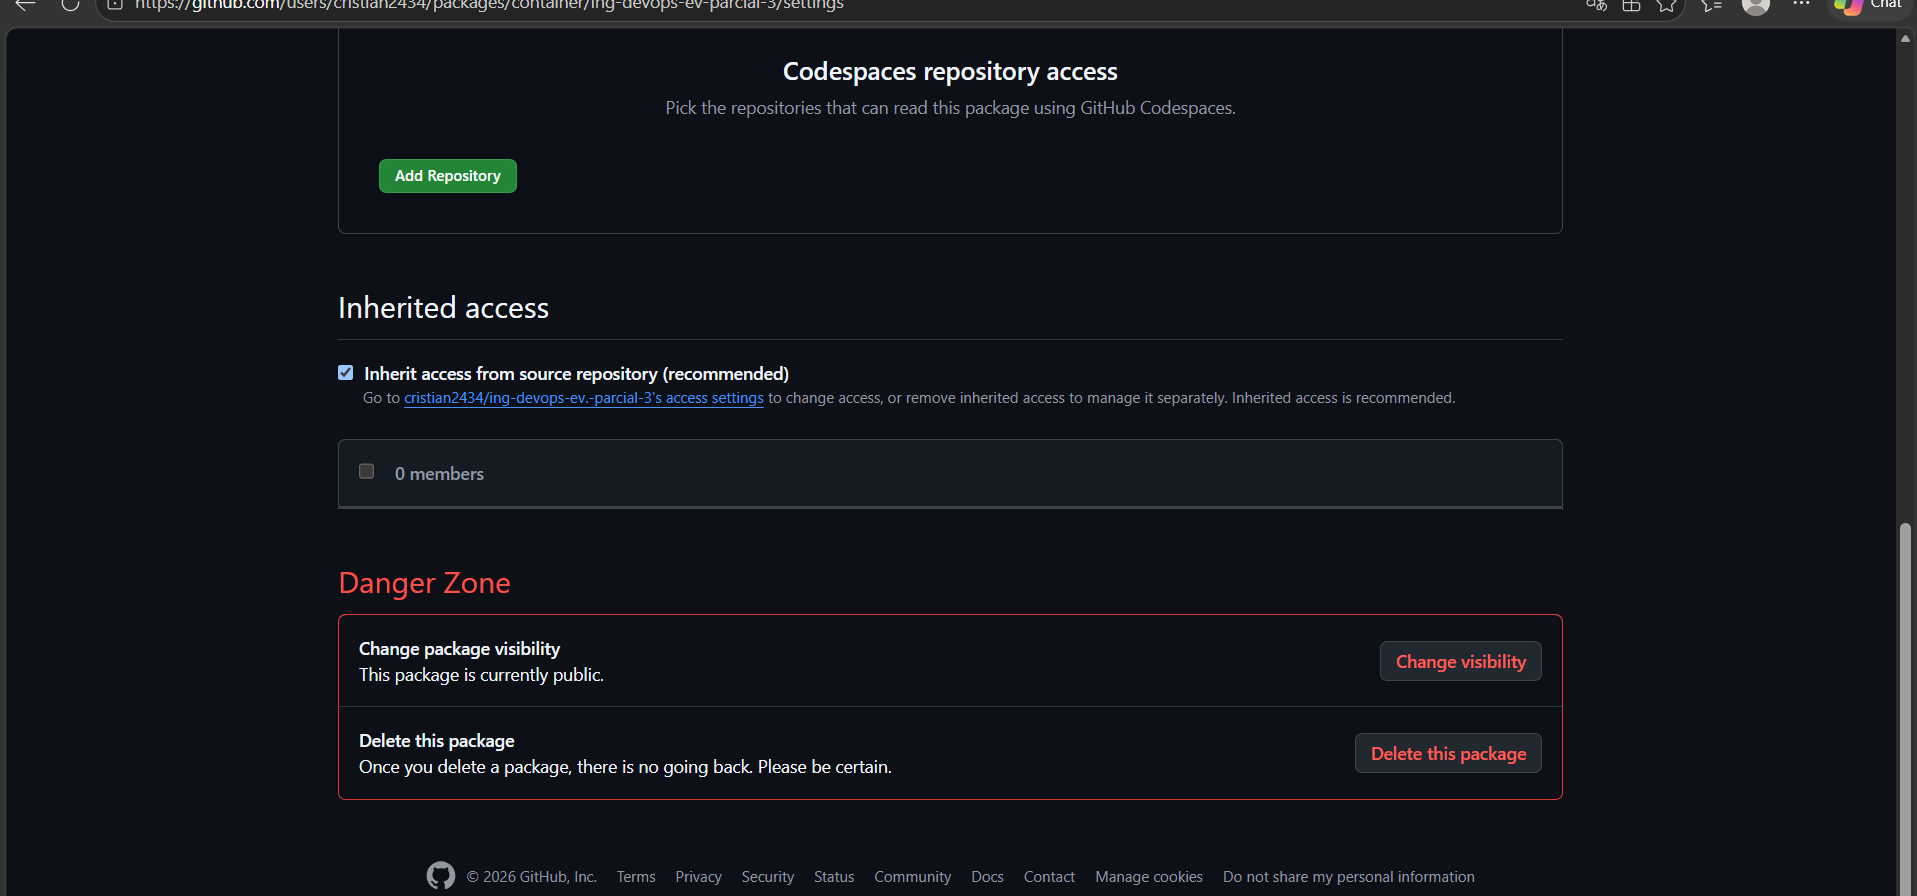 https://github.com/users/cristian2434/packages/container/ing-devops-ev-parcial-3/settings
Chat
Codespaces repository access
Pick the repositories that can read this package using GitHub Codespaces.
Add Repository
Inherited access
Inherit access from source repository (recommended)
Go to cristian2434/ing-devops-ev.-parcial-3's access settings to change access, or remove inherited access to manage it separately. Inherited access is recommended.
0 members
Danger Zone
Change package visibility
This package is currently public.
Change visibility
Delete this package
Once you delete a package, there is no going back. Please be certain.
Delete this package
© 2026 GitHub, Inc. Terms Privacy Security Status Community Docs Contact Manage cookies Do not share my personal information